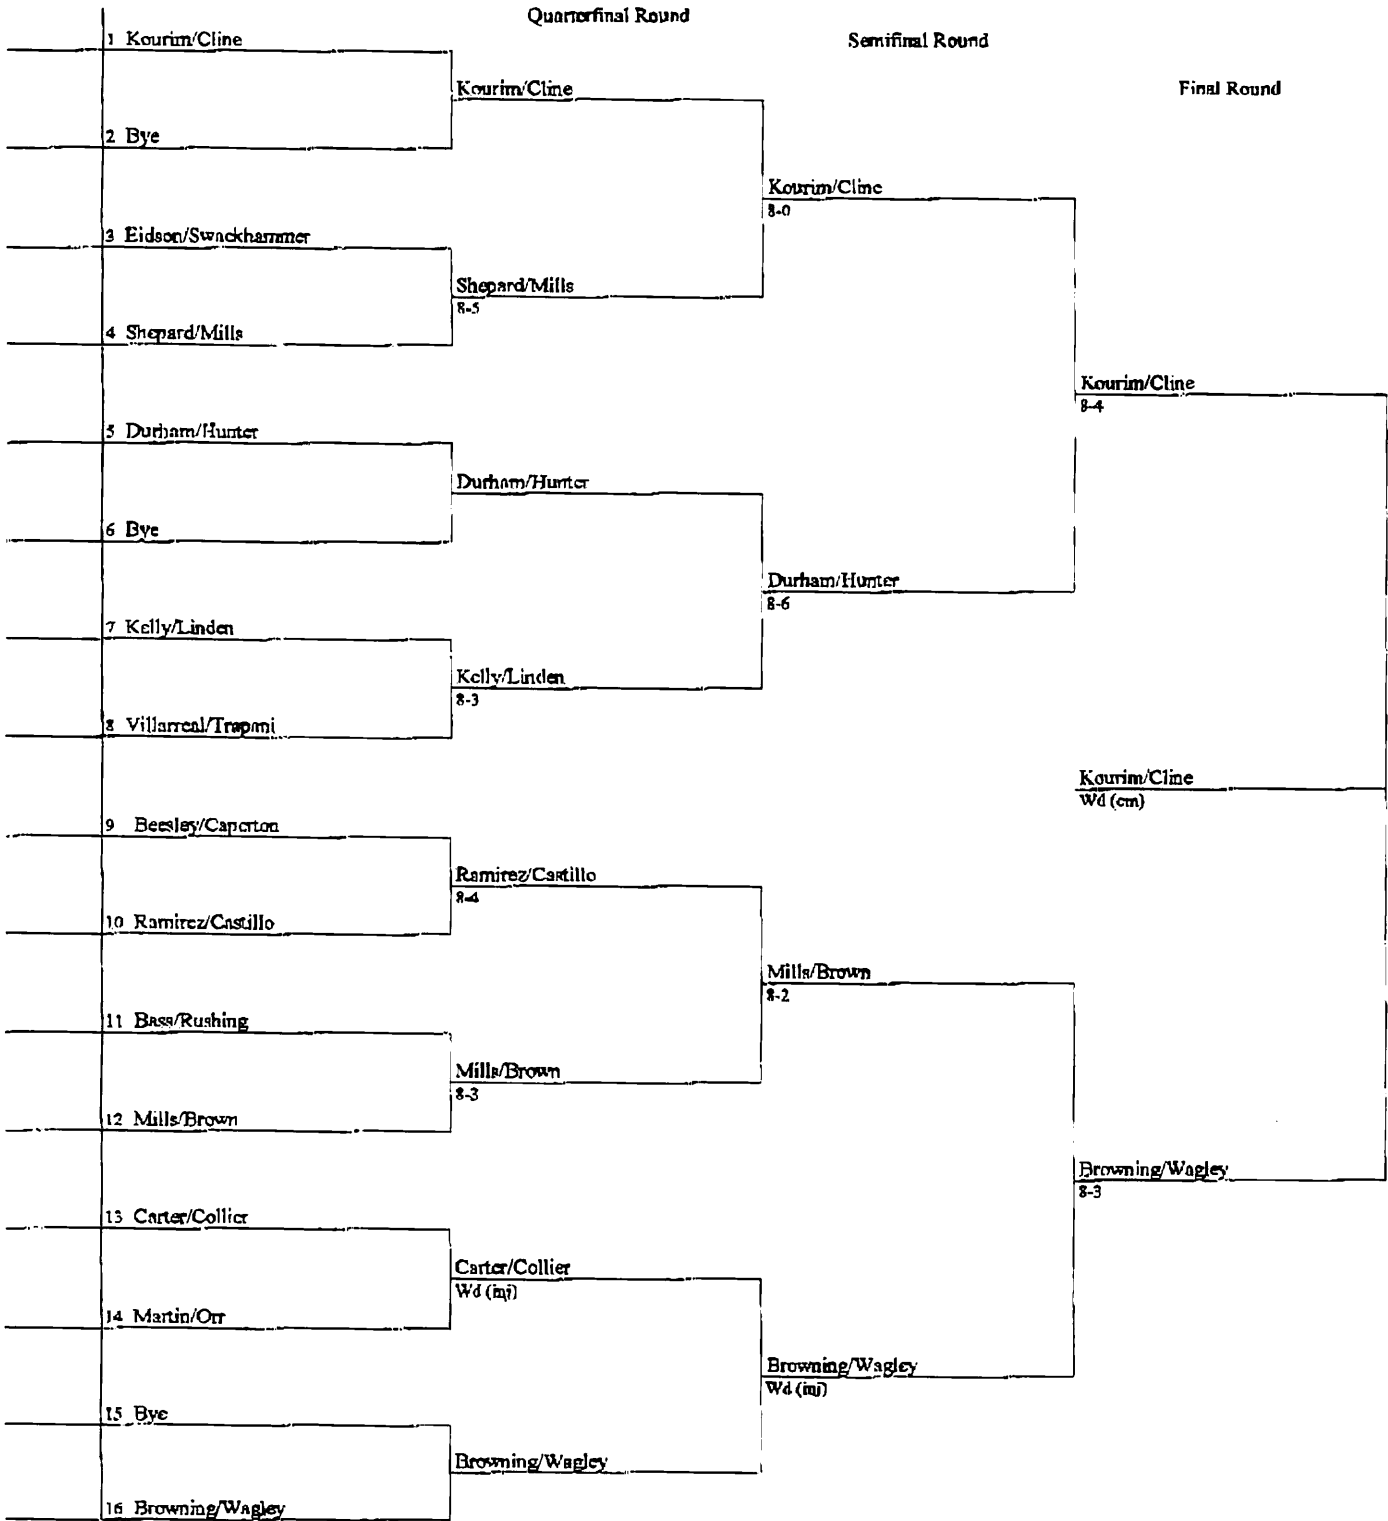 Quarterfinal Round
Semifinal Round
Final Round
1 Kourim/Cline
Kourim/Cline
2 Bye
Kourim/Cline
8-0
3 Eidson/Swackhammer
Shepard/Mills
8-5
4 Shepard/Mills
Kourim/Cline
8-4
5 Durham/Hunter
Durham/Hunter
6 Bye
Durham/Hunter
8-6
7 Kelly/Linden
Kelly/Linden
8-3
8 Villarreal/Trapani
Kourim/Cline
Wd (cm)
9 Beesley/Caperton
Ramirez/Castillo
8-4
10 Ramirez/Castillo
Mills/Brown
8-2
11 Bass/Rushing
Mills/Brown
8-3
12 Mills/Brown
Browning/Wagley
8-3
13 Carter/Collier
Carter/Collier
Wd (inj)
14 Martin/Orr
Browning/Wagley
Wd (inj)
15 Bye
Browning/Wagley
16 Browning/Wagley